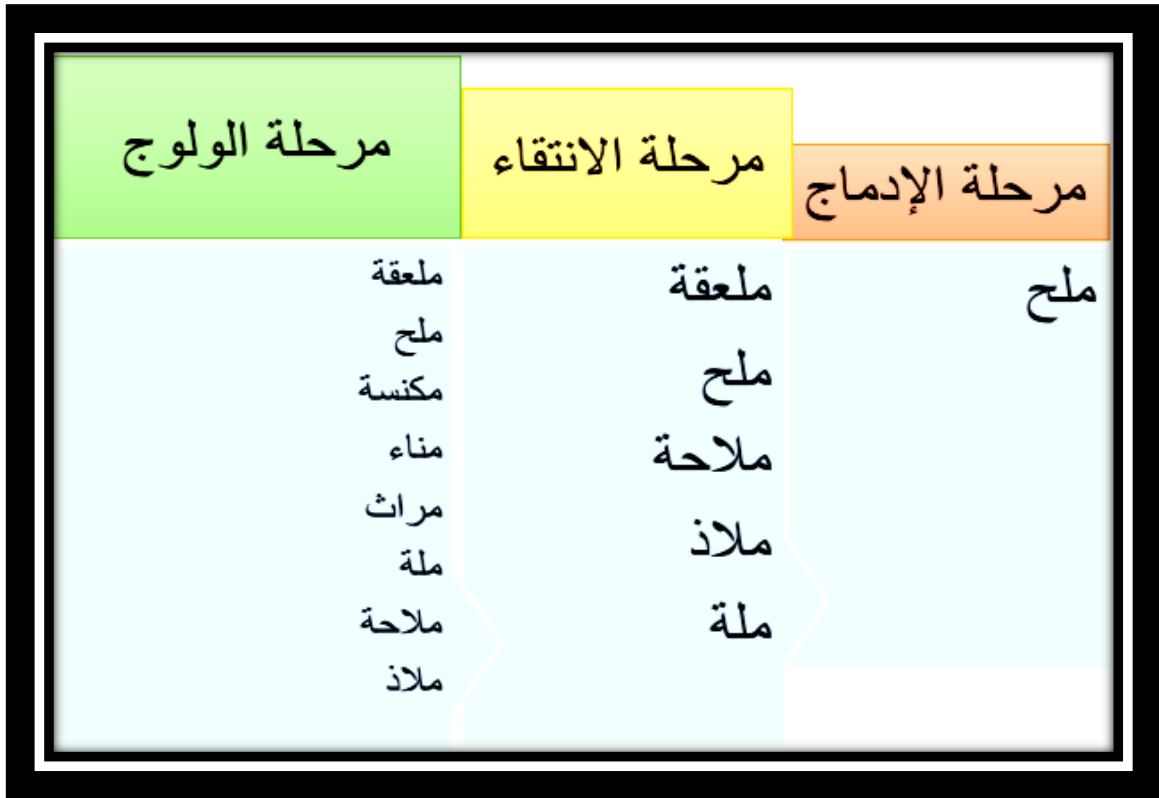 مرحلة الولوج
ملعقة
ملح
مكنسة
مناء
مراث
ملة
ملاحة
ملاذ
مرحلة الانتقاء
ملعقة
ملح
ملاحة
ملاذ
ملة
مرحلة الإدماج
ملح